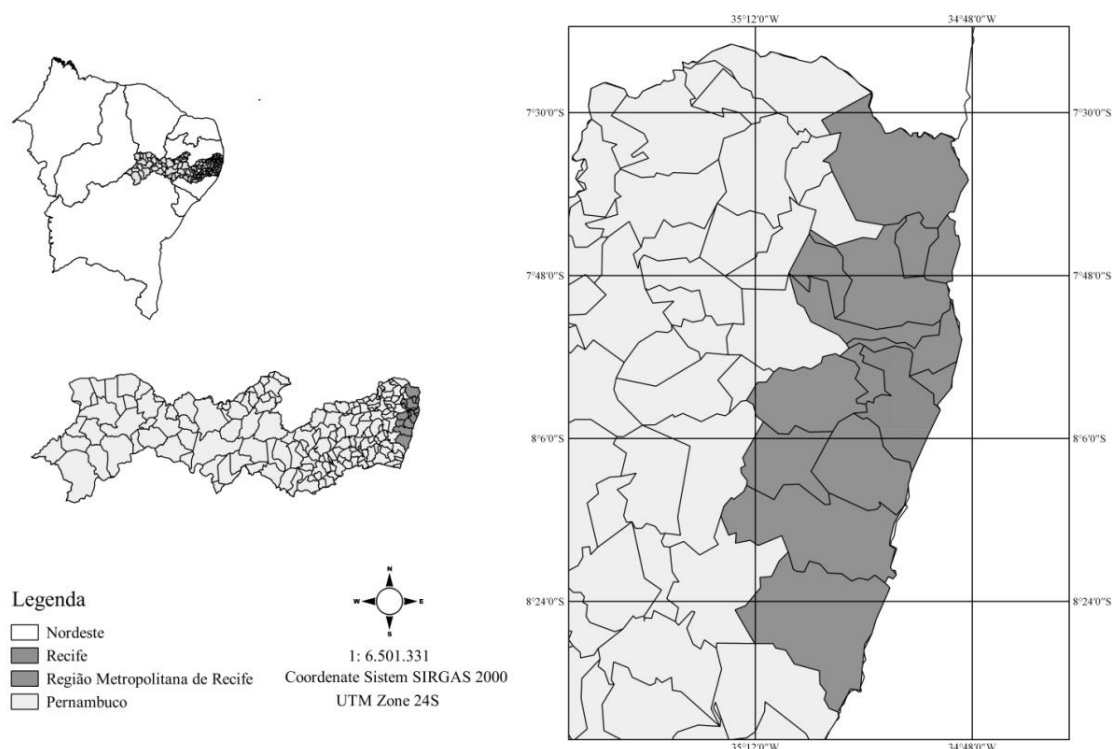 35°12'0"W
34°48'0"W
7°30'0"S
7°30'0"S
7°48'0"S
7°48'0"S
8°6'0"S
8°6'0"S
8°24'0"S
8°24'0"S
35°12'0"W
34°48'0"W
Legenda
Nordeste
Recife
Região Metropolitana de Recife
Pernambuco
N
W
E
S
1: 6.501.331
Coordenate Sistem SIRGAS 2000
UTM Zone 24S